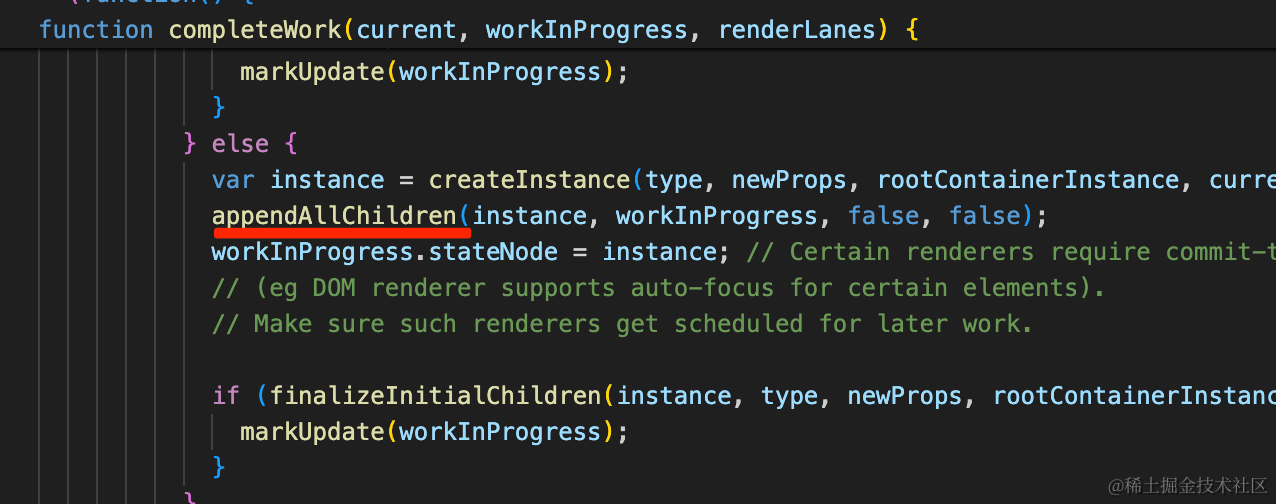 function completeWork(current, workInProgress, renderLanes) {
markUpdate(workInProgress);
}
} else {
var instance = createInstance(type, newProps, rootContainerInstance, curre
appendAllChildren(instance, workInProgress, false, false);
workInProgress.stateNode = instance; // Certain renderers require commit-t
// (eg DOM renderer supports auto-focus for certain elements).
// Make sure such renderers get scheduled for later work.
if (finalizeInitialChildren(instance, type, newProps, rootContainerInstanc
markUpdate(workInProgress);
}
}
@稀土掘金技术社区